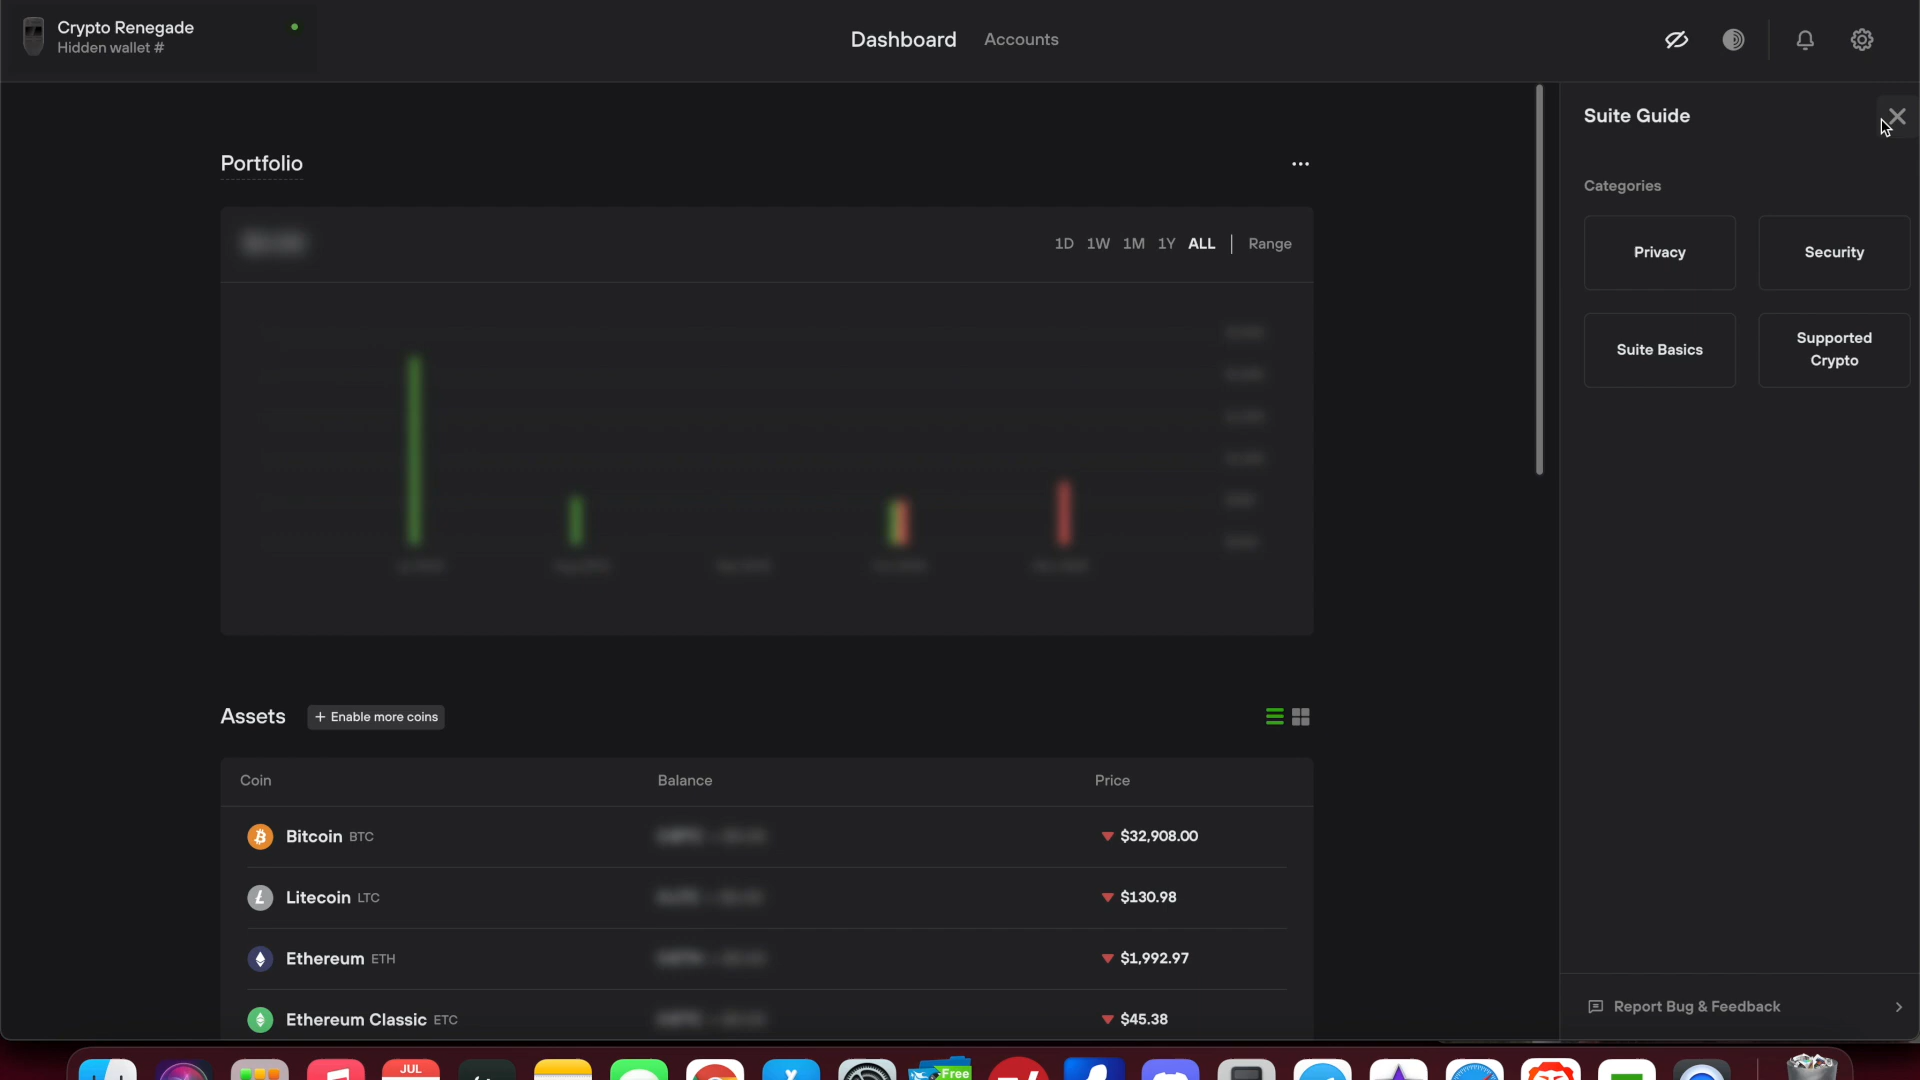 Crypto Renegade
Hidden wallet #
Dashboard
Accounts
Suite Guide
Categories
Privacy
Security
Suite Basics
Supported
Crypto
Report Bug & Feedback
Portfolio
1D 1W 1M 1Y ALL | Range
Assets
+ Enable more coins
Coin Balance Price
Bitcoin BTC $32,908.00
Litecoin LTC $130.98
Ethereum ETH $1,992.97
Ethereum Classic ETC $45.38
JUL
Free